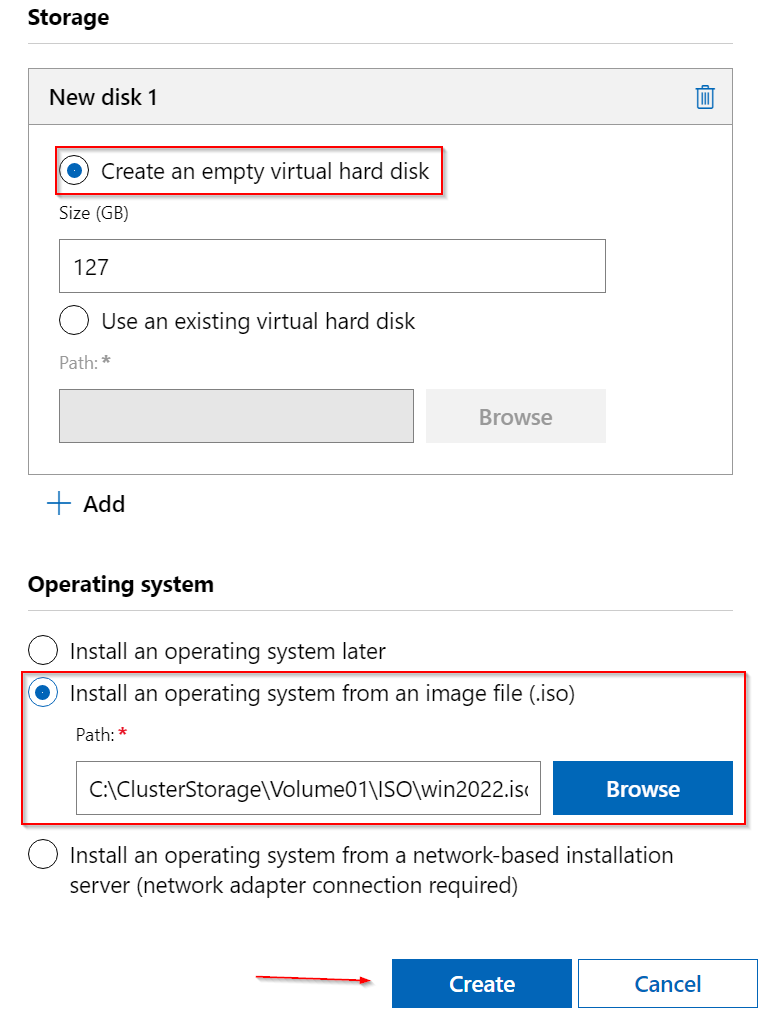 Storage
New disk 1
Create an empty virtual hard disk
Size (GB)
127
Use an existing virtual hard disk
Path: *
Browse
Add
Operating system
Install an operating system later
Install an operating system from an image file (.iso)
Path: *
C:\ClusterStorage\Volume01\ISO\win2022.iso
Browse
Install an operating system from a network-based installation
server (network adapter connection required)
Create
Cancel